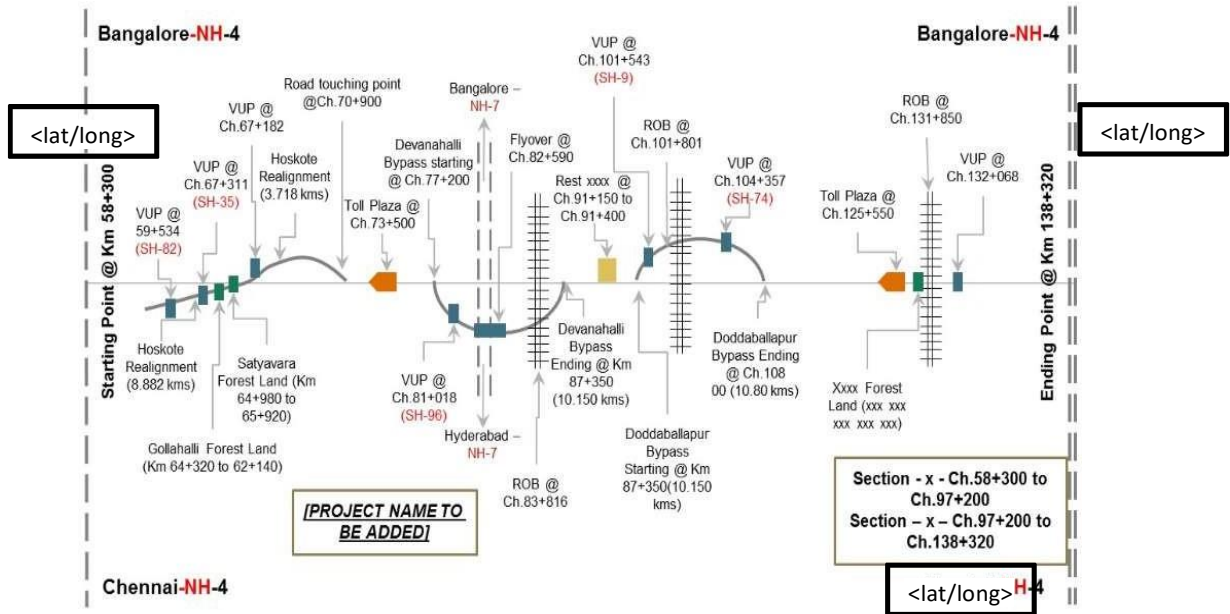 Bangalore-NH-4
Bangalore-NH-4
<lat/long>
<lat/long>
Starting Point @ Km 58+300
Ending Point @ Km 138+320
VUP @
59+534
(SH-82)
VUP @
Ch.67+311
(SH-35)
VUP @
Ch.67+182
Hoskote
Realignment
(3.718 kms)
Road touching point
@Ch.70+900
Toll Plaza @
Ch.73+500
Devanahalli
Bypass starting
@ Ch.77+200
Bangalore –
NH-7
Flyover @
Ch.82+590
Rest xxxx @
Ch.91+150 to
Ch.91+400
VUP @
Ch.101+543
(SH-9)
ROB @
Ch.101+801
VUP @
Ch.104+357
(SH-74)
Toll Plaza @
Ch.125+550
ROB @
Ch.131+850
VUP @
Ch.132+068
Hoskote
Realignment
(8.882 kms)
Gollahalli Forest Land
(Km 64+320 to 62+140)
Satyavara
Forest Land (Km
64+980 to
65+920)
VUP @
Ch.81+018
(SH-96)
Hyderabad –
NH-7
ROB @
Ch.83+816
Devanahalli
Bypass
Ending @ Km
87+350
(10.150 kms)
Doddaballapur
Bypass
Starting @ Km
87+350(10.150
kms)
Doddaballapur
Bypass Ending
@ Ch.108
00 (10.80 kms)
Xxxx Forest
Land (xxx xxx
xxx xxx xxx)
[PROJECT NAME TO
BE ADDED]
Section - x - Ch.58+300 to
Ch.97+200
Section – x – Ch.97+200 to
Ch.138+320
Chennai-NH-4
<lat/long>
H-4